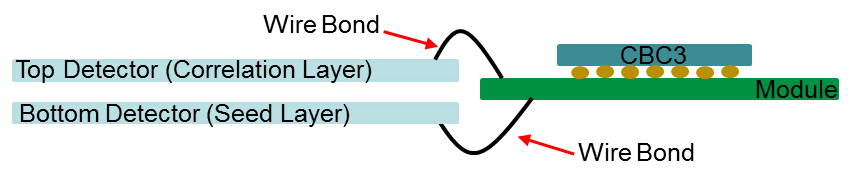 Wire Bond
CBC3
Top Detector (Correlation Layer)
Module
Bottom Detector (Seed Layer)
Wire Bond